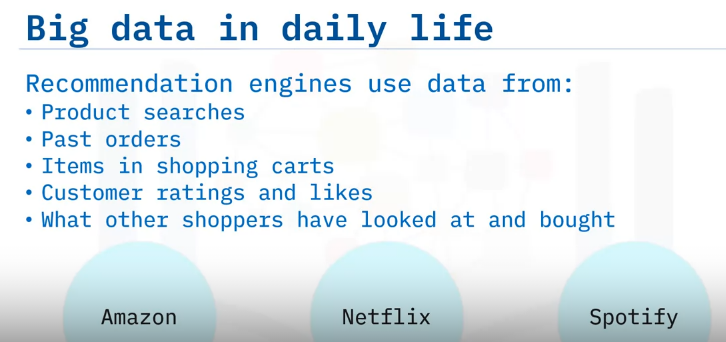 Big data in daily life
Recommendation engines use data from:
• Product searches
• Past orders
• Items in shopping carts
• Customer ratings and likes
• What other shoppers have looked at and bought
Amazon
Netflix
Spotify